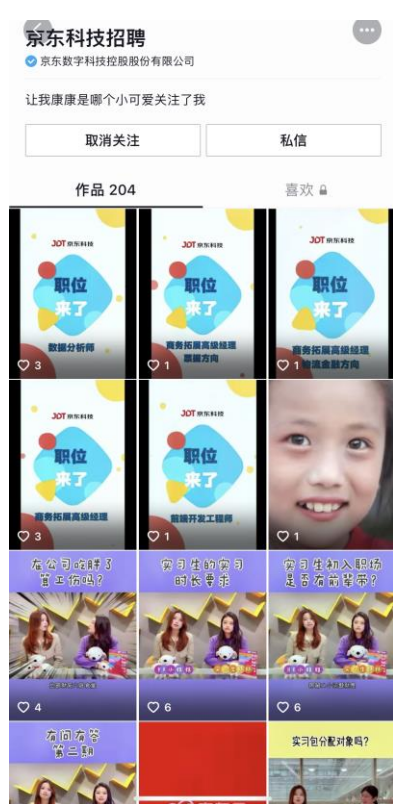 京东科技招聘
京东数字科技控股股份有限公司
让我康康是哪个小可爱关注了我
取消关注
私信
作品 204
喜欢
JDT 京东科技
职位
来了
数据分析师
3
JDT 京东科技
职位
来了
商务拓展高级经理
票据方向
1
JDT 京东科技
职位
来了
商务拓展高级经理
物流金融方向
1
JDT 京东科技
职位
来了
商务拓展高级经理
3
JDT 京东科技
职位
来了
前端开发工程师
1
1
在公司吃胖了
算工伤吗?
4
实习生的实习
时长要求
6
实习生初入职场
是否有前辈带?
6
有问有答
第二期
实习包分配对象吗?